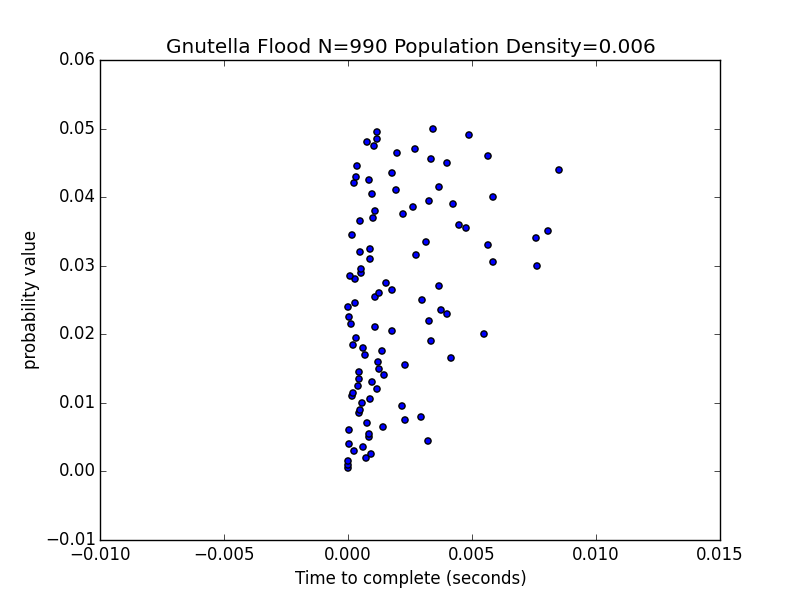 Gnutella Flood N=990 Population Density=0.006
0.06
0.05
0.04
0.03
0.02
0.01
0.00
−0.01
probability value
−0.010 −0.005 0.000 0.005 0.010 0.015
Time to complete (seconds)